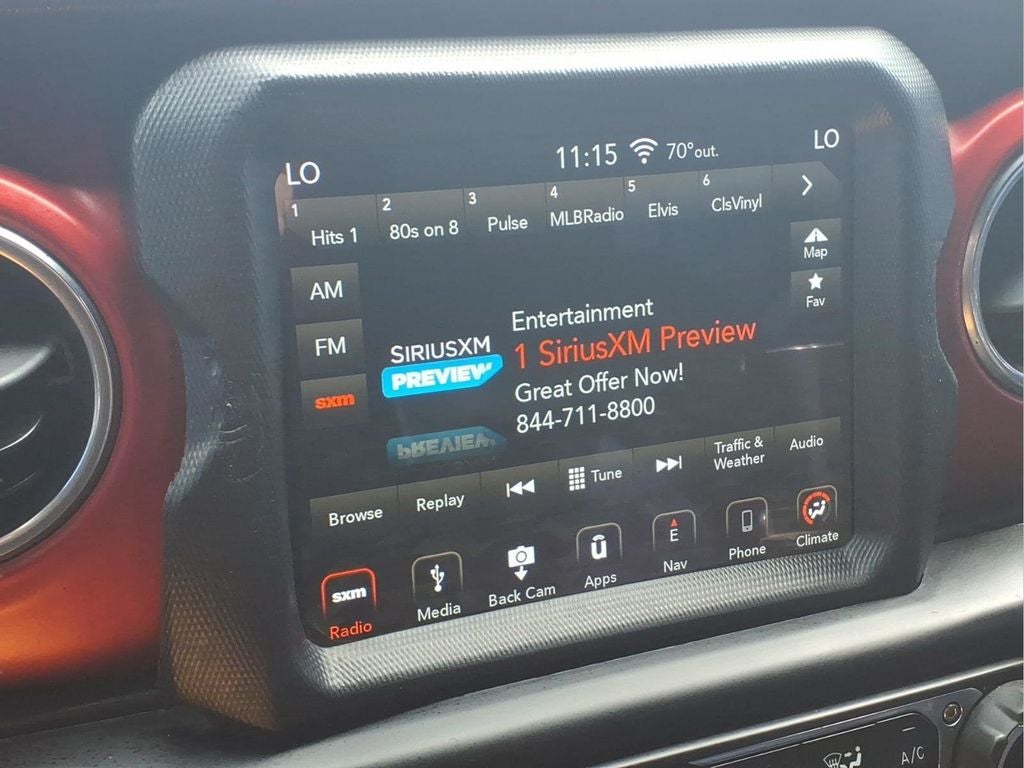 LO 11:15 70° out. LO
1 Hits 1 2 80s on 8 3 Pulse 4 MLBRadio 5 Elvis 6 ClsVinyl
Map
AM
Fav
FM
sxm
SIRIUSXM
PREVIEW
Entertainment
1 SiriusXM Preview
Great Offer Now!
844-711-8800
PREVIEW
Browse Replay Tune Traffic & Weather Audio
sxm
E
Radio Media Back Cam Apps Nav Phone Climate
A/C